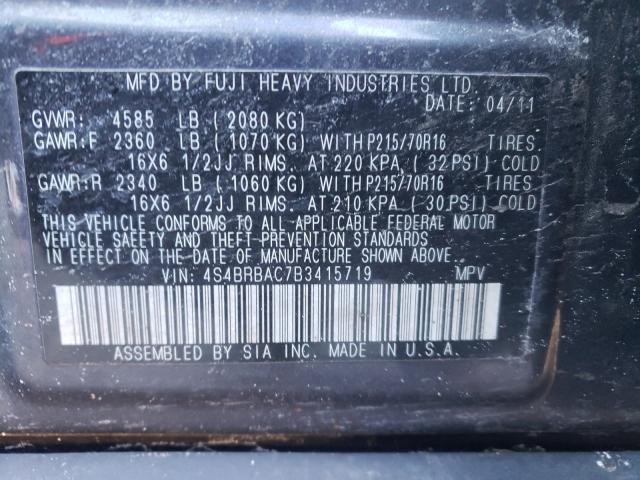 MFD BY FUJI HEAVY INDUSTRIES LTD.
DATE: 04/11
GVWR: 4585 LB (2080 KG)
GAWR:F 2360 LB (1070 KG) WITH P215/70R16 TIRES.
16X6 1/2JJ RIMS. AT 220 KPA (32 PSI) COLD
GAWR:R 2340 LB (1060 KG) WITH P215/70R16 TIRES.
16X6 1/2JJ RIMS. AT 210 KPA (30 PSI) COLD
THIS VEHICLE CONFORMS TO ALL APPLICABLE FEDERAL MOTOR
VEHICLE SAFETY AND THEFT PREVENTION STANDARDS
IN EFFECT ON THE DATE OF MANUFACTURE SHOWN ABOVE.
VIN: 4S4BRBAC7B3415719 MPV
ASSEMBLED BY SIA INC. MADE IN U.S.A.